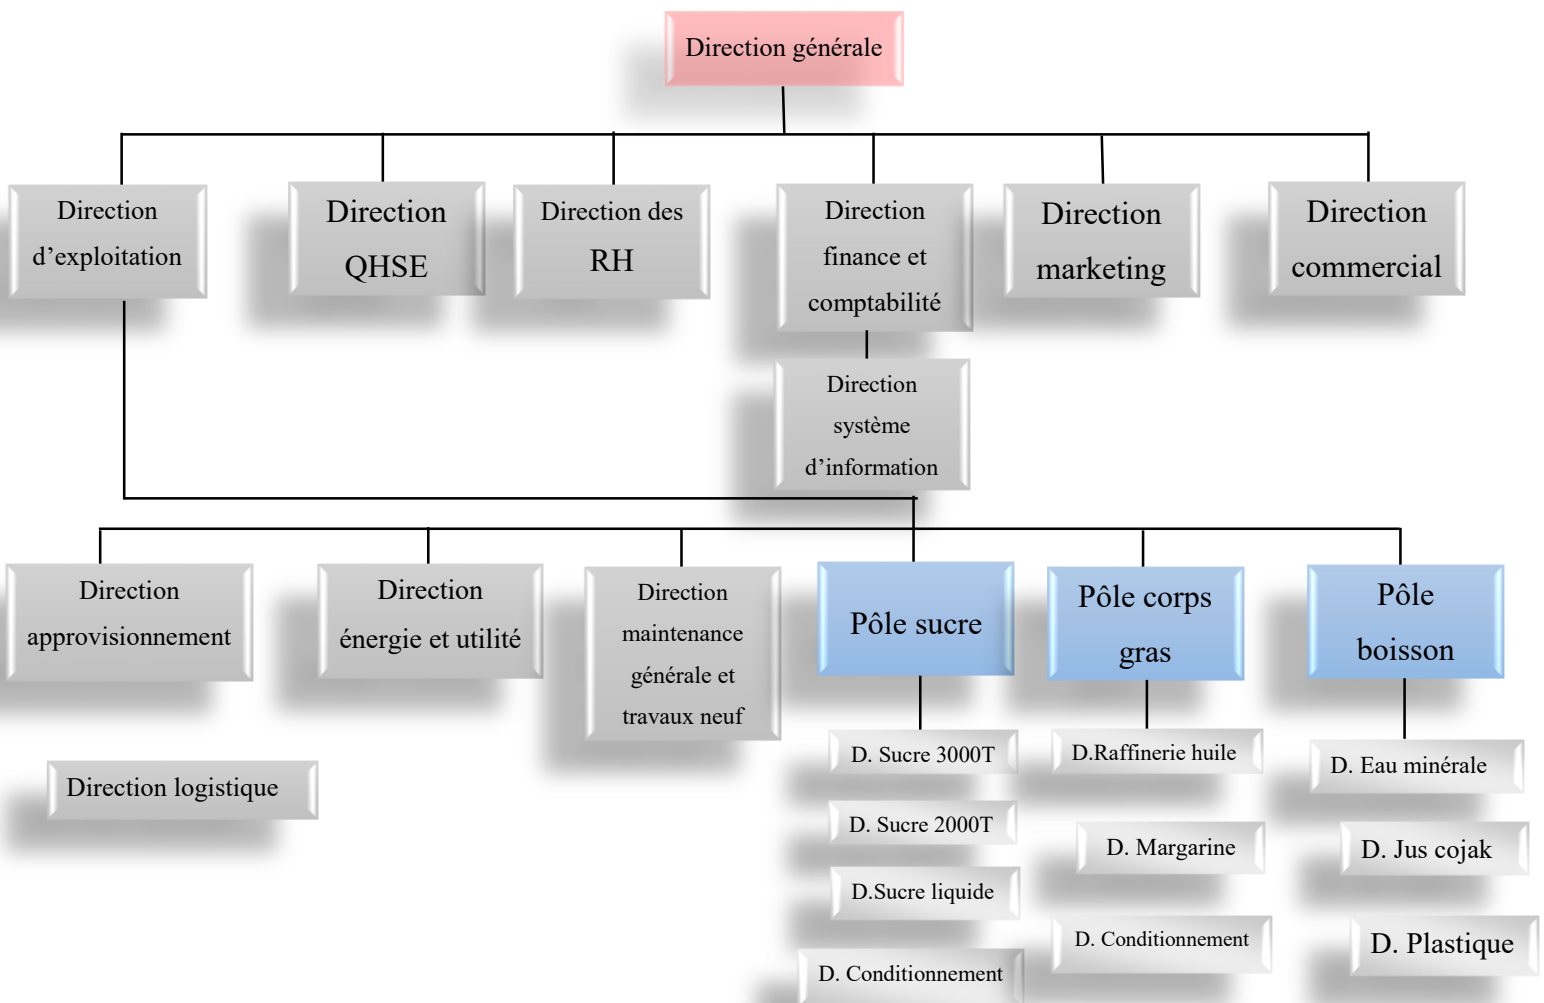 Direction générale
Direction
d’exploitation
Direction
QHSE
Direction des
RH
Direction
finance et
comptabilité
Direction
marketing
Direction
commercial
Direction
système
d’information
Direction
approvisionnement
Direction
énergie et utilité
Direction
maintenance
générale et
travaux neuf
Pôle sucre
Pôle corps
gras
Pôle
boisson
Direction logistique
D. Sucre 3000T
D. Sucre 2000T
D.Sucre liquide
D. Conditionnement
D.Raffinerie huile
D. Margarine
D. Conditionnement
D. Eau minérale
D. Jus cojak
D. Plastique